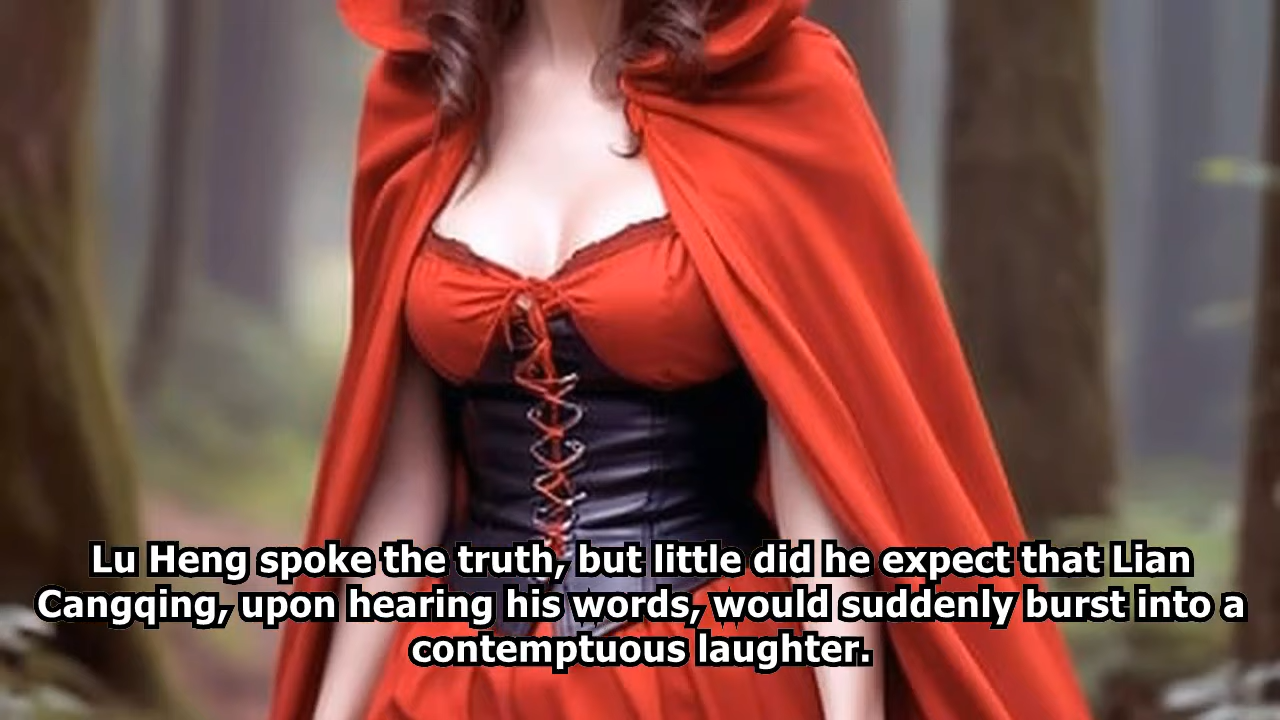 Lu Heng spoke the truth, but little did he expect that Lian
Cangqing, upon hearing his words, would suddenly burst into a
contemptuous laughter.